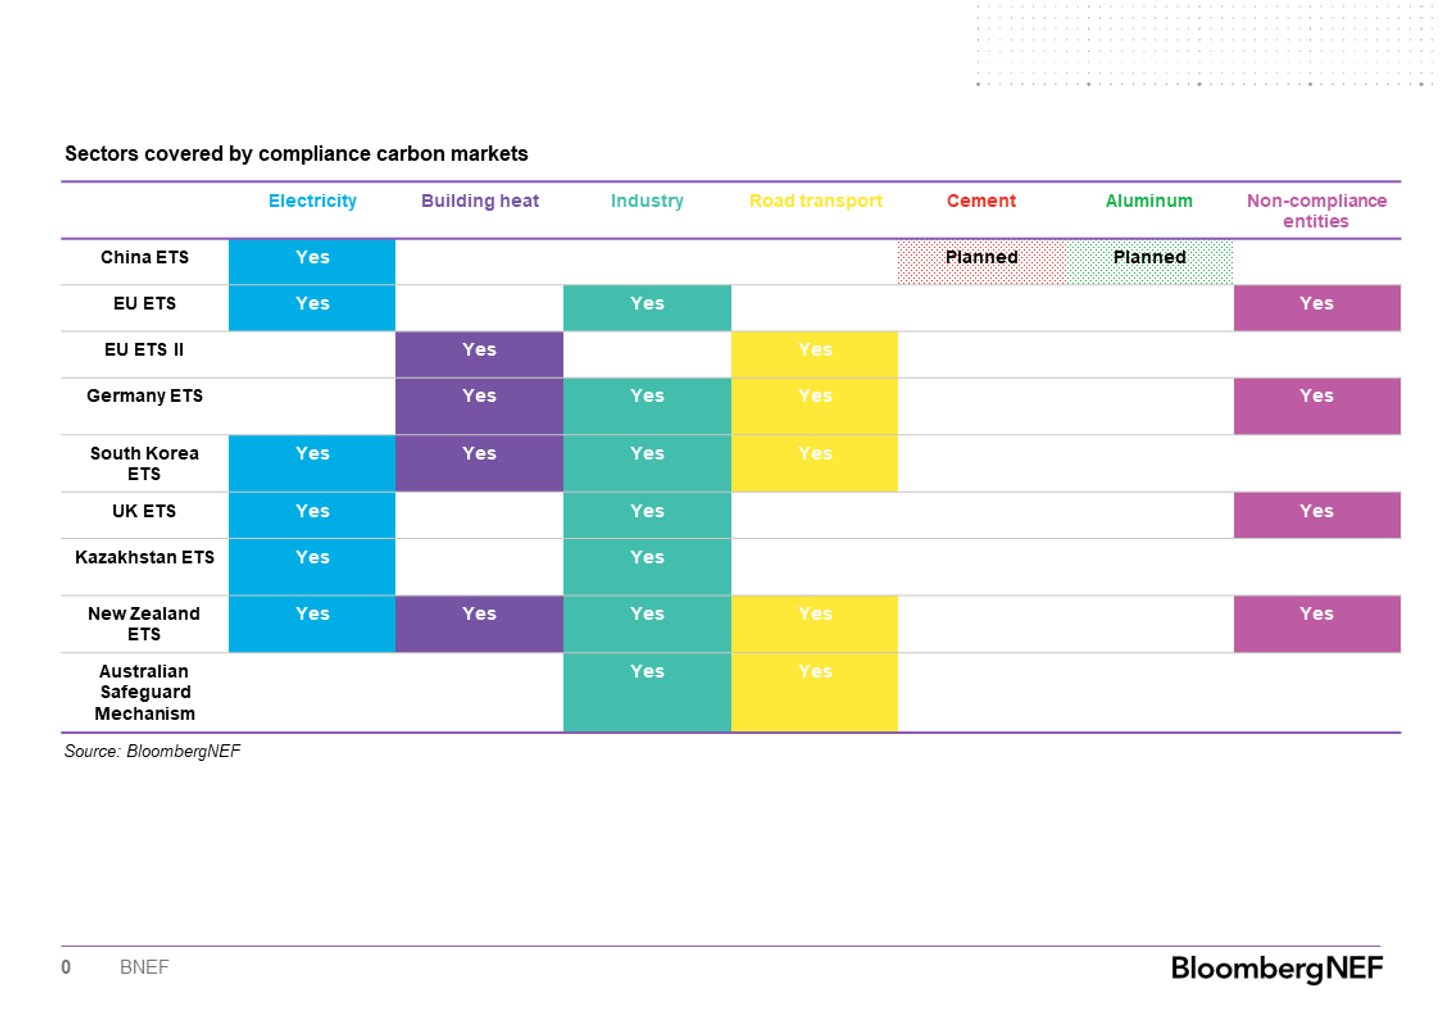 Sectors covered by compliance carbon markets
Electricity Building heat Industry Road transport Cement Aluminum Non-compliance
entities
China ETS Yes Planned Planned
EU ETS Yes Yes Yes
EU ETS II Yes Yes
Germany ETS Yes Yes Yes Yes
South Korea Yes Yes Yes Yes
ETS
UK ETS Yes Yes Yes
Kazakhstan ETS Yes Yes
New Zealand Yes Yes Yes Yes Yes
ETS
Australian Yes Yes
Safeguard
Mechanism
Source: BloombergNEF
0 BNEF BloombergNEF